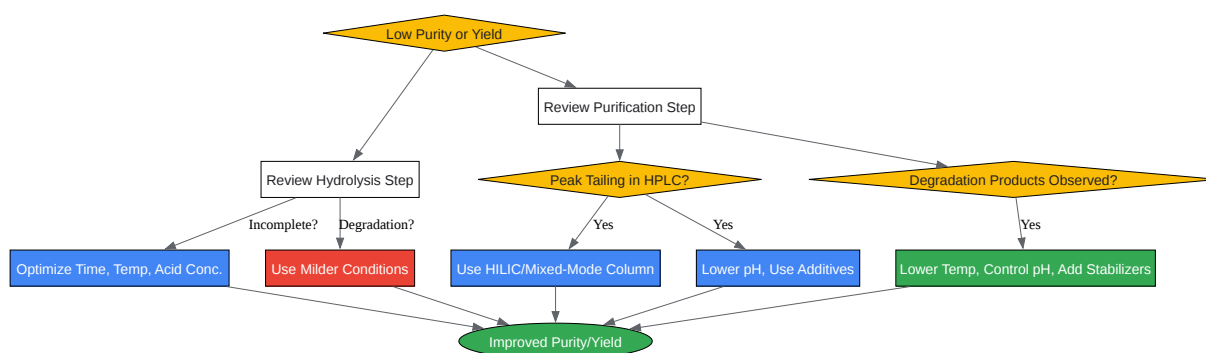 Low Purity or Yield
Review Purification Step
Review Hydrolysis Step
Peak Tailing in HPLC?
Degradation Products Observed?
Incomplete?
Degradation?
Yes
Yes
Yes
Optimize Time, Temp, Acid Conc.
Use Milder Conditions
Use HILIC/Mixed-Mode Column
Lower pH, Use Additives
Lower Temp, Control pH, Add Stabilizers
Improved Purity/Yield